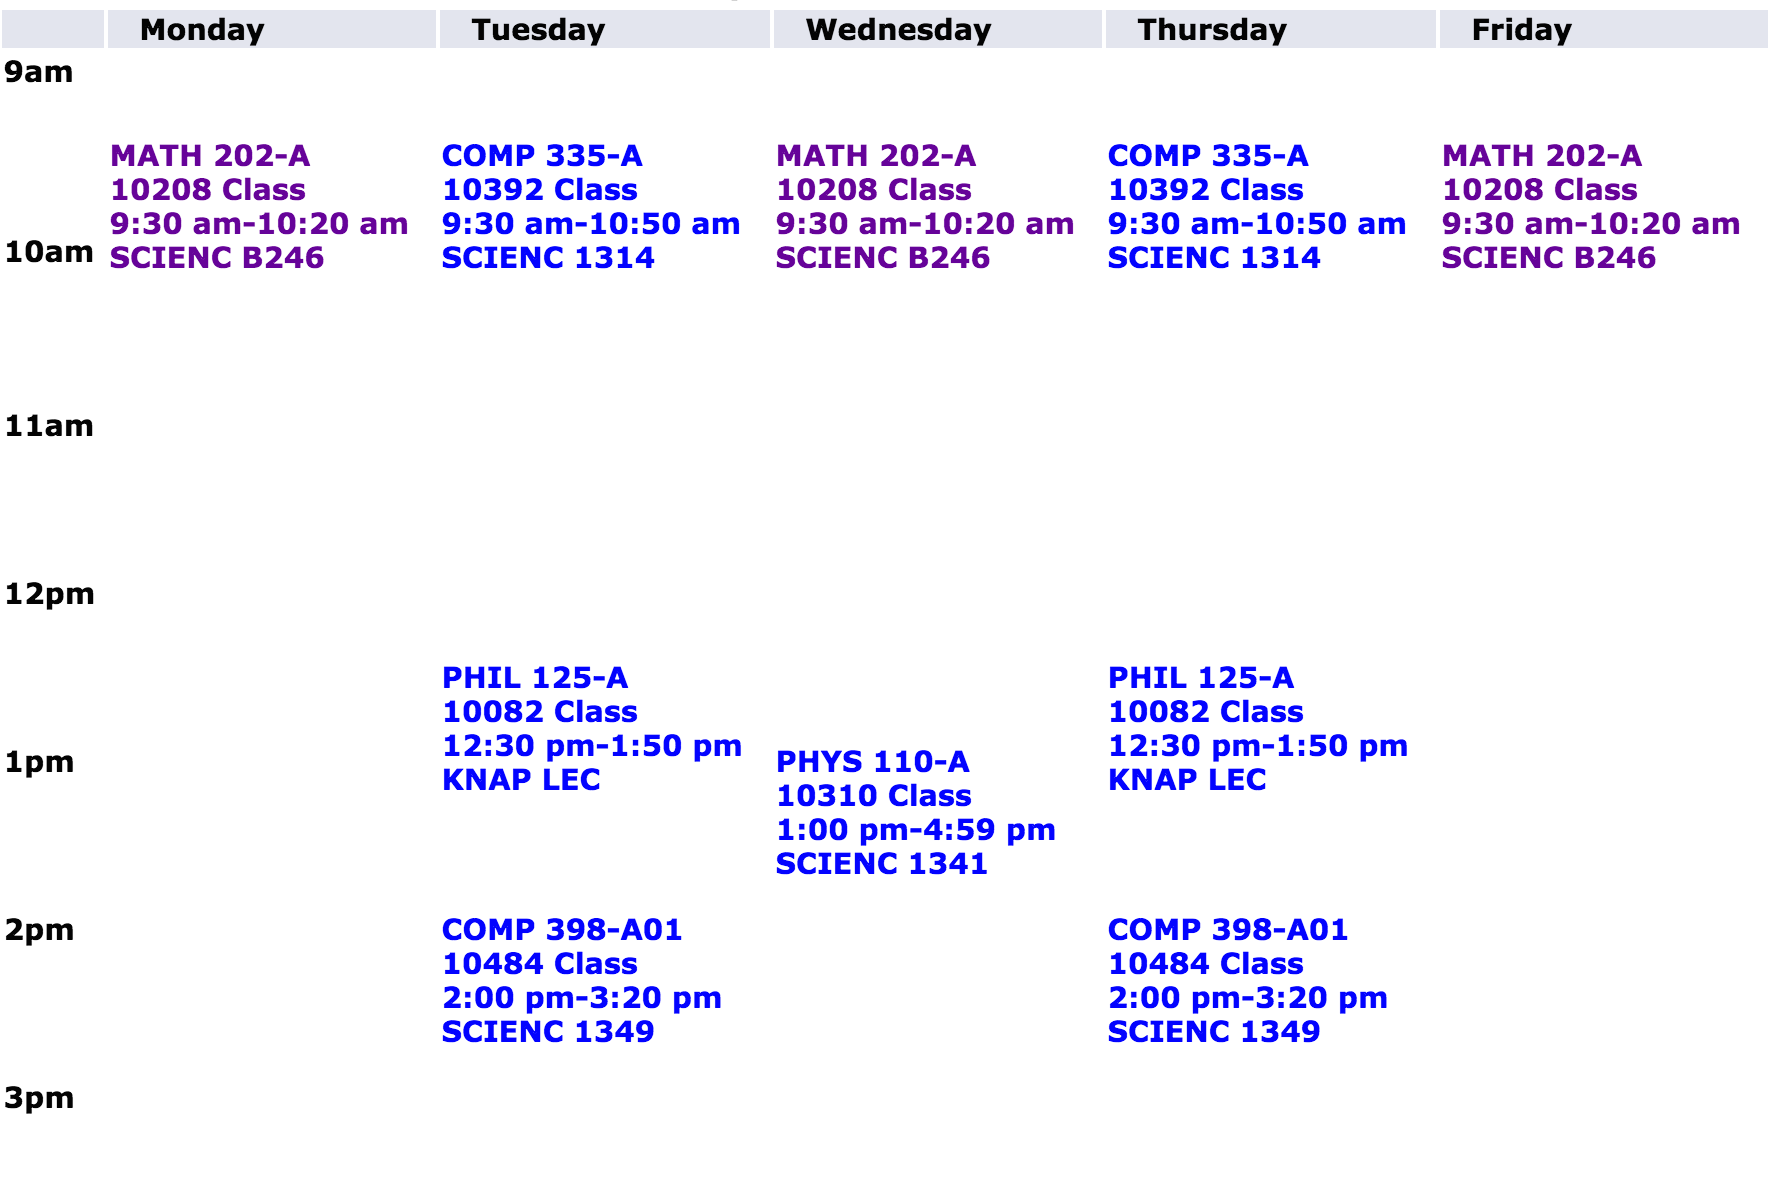 Monday Tuesday Wednesday Thursday Friday
9am
MATH 202-A COMP 335-A MATH 202-A COMP 335-A MATH 202-A
10208 Class 10392 Class 10208 Class 10392 Class 10208 Class
9:30 am-10:20 am 9:30 am-10:50 am 9:30 am-10:20 am 9:30 am-10:50 am 9:30 am-10:20 am
10am SCIENC B246 SCIENC 1314 SCIENC B246 SCIENC 1314 SCIENC B246
11am
12pm
PHIL 125-A PHIL 125-A
10082 Class 10082 Class
12:30 pm-1:50 pm 12:30 pm-1:50 pm
1pm PHYS 110-A
KNAP LEC KNAP LEC
10310 Class
1:00 pm-4:59 pm
SCIENC 1341
2pm COMP 398-A01 COMP 398-A01
10484 Class 10484 Class
2:00 pm-3:20 pm 2:00 pm-3:20 pm
SCIENC 1349 SCIENC 1349
3pm